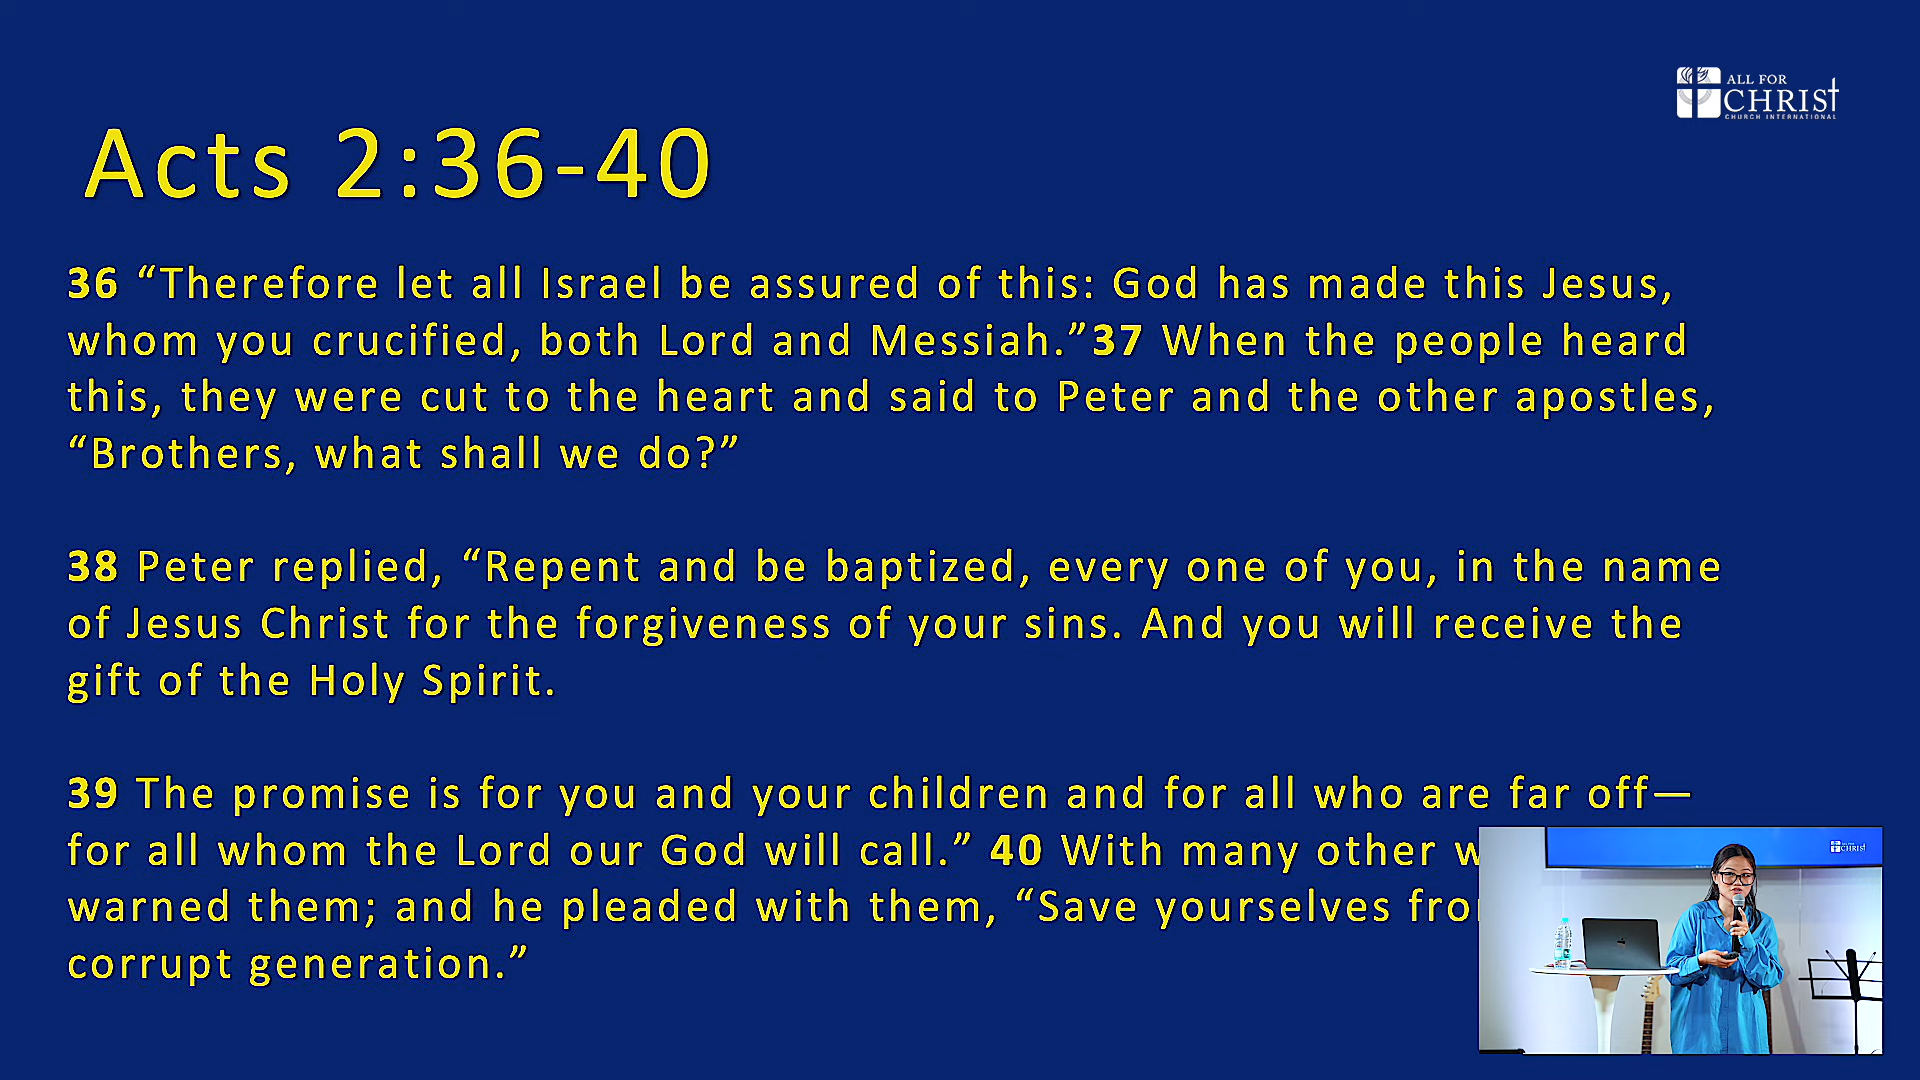 ALL FOR
CHRIST
CHURCH INTERNATIONAL
Acts 2:36-40
36 “Therefore let all Israel be assured of this: God has made this Jesus,
whom you crucified, both Lord and Messiah.”37 When the people heard
this, they were cut to the heart and said to Peter and the other apostles,
“Brothers, what shall we do?”
38 Peter replied, “Repent and be baptized, every one of you, in the name
of Jesus Christ for the forgiveness of your sins. And you will receive the
gift of the Holy Spirit.
39 The promise is for you and your children and for all who are far off—
for all whom the Lord our God will call.” 40 With many other
warned them; and he pleaded with them, “Save yourselves
corrupt generation.”
CHRIST